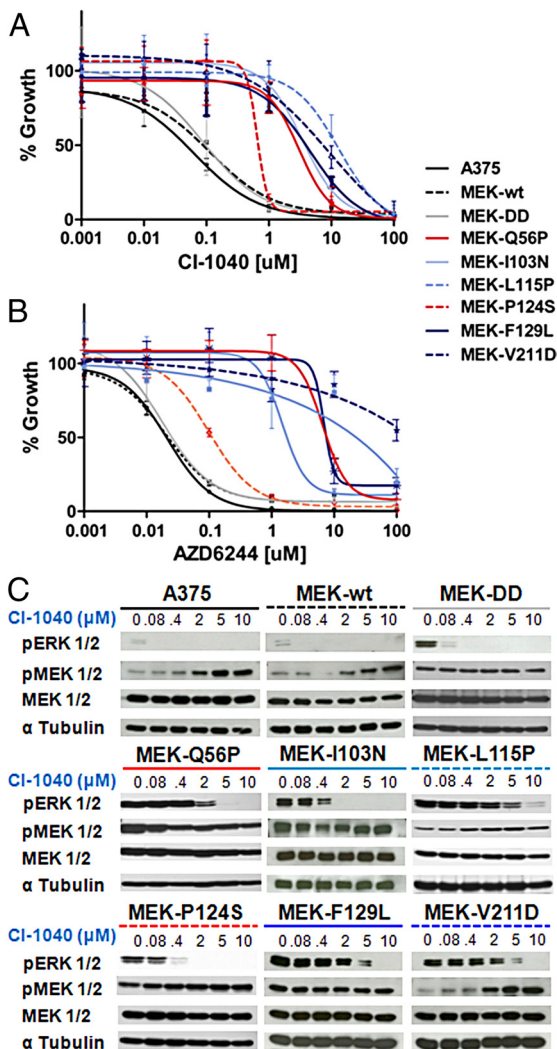 A
% Growth
100
50
0
0.001 0.01 0.1 1 10 100
CI-1040 [uM]
A375
MEK-wt
MEK-DD
MEK-Q56P
MEK-I103N
MEK-L115P
MEK-P124S
MEK-F129L
MEK-V211D
B
% Growth
100
50
0
0.001 0.01 0.1 1 10 100
AZD6244 [uM]
C
A375 MEK-wt MEK-DD
CI-1040 (µM) 0 .08 .4 2 5 10 0 .08 .4 2 5 10 0 .08 .4 2 5 10
pERK 1/2
pMEK 1/2
MEK 1/2
α Tubulin
MEK-Q56P MEK-I103N MEK-L115P
CI-1040 (µM) 0 .08 .4 2 5 10 0 .08 .4 2 5 10 0 .08 .4 2 5 10
pERK 1/2
pMEK 1/2
MEK 1/2
α Tubulin
MEK-P124S MEK-F129L MEK-V211D
CI-1040 (µM) 0 .08 .4 2 5 10 0 .08 .4 2 5 10 0 .08 .4 2 5 10
pERK 1/2
pMEK 1/2
MEK 1/2
α Tubulin